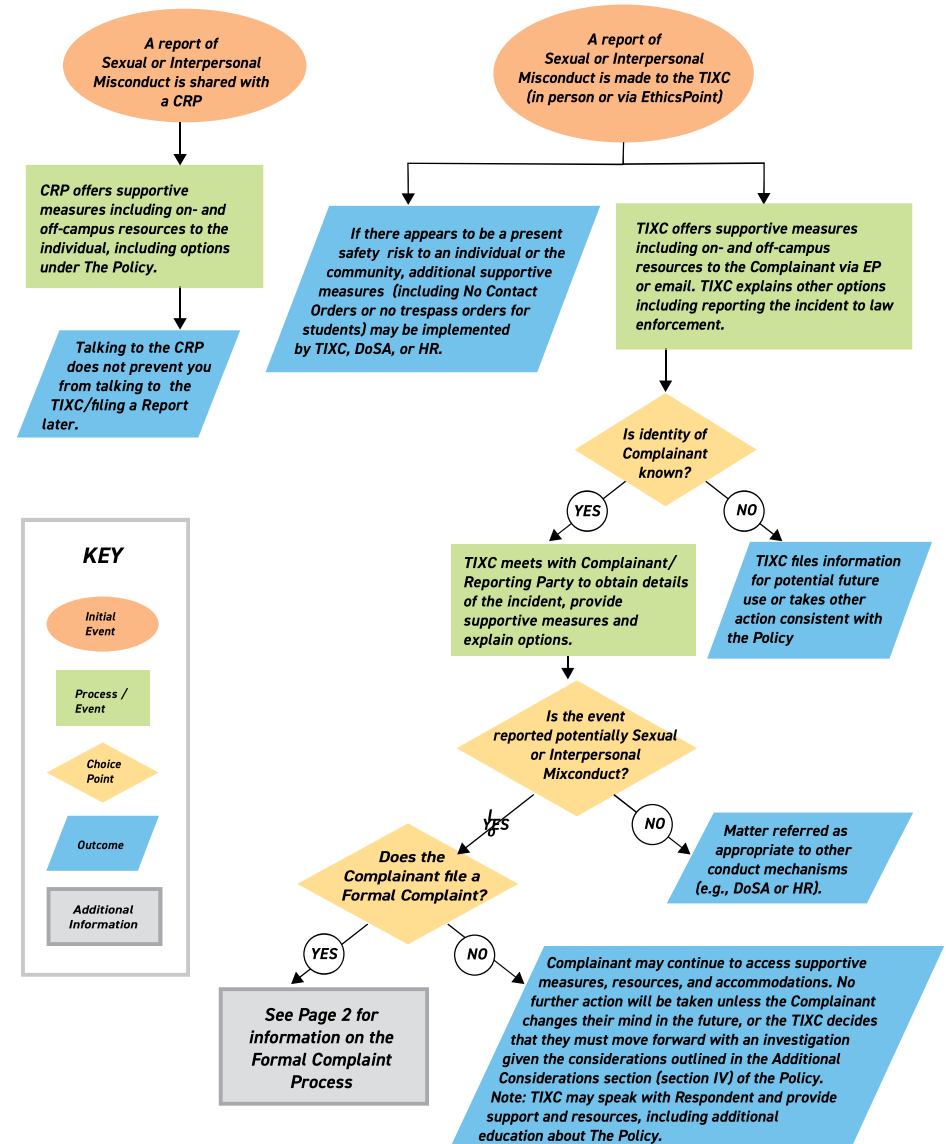 A report of
Sexual or Interpersonal
Misconduct is shared with
a CRP
CRP offers supportive
measures including on- and
off-campus resources to the
individual, including options
under The Policy.
Talking to the CRP
does not prevent you
from talking to the
TIXC/filing a Report
later.
A report of
Sexual or Interpersonal
Misconduct is made to the TIXC
(in person or via EthicsPoint)
If there appears to be a present
safety risk to an individual or the
community, additional supportive
measures (including No Contact
Orders or no trespass orders for
students) may be implemented
by TIXC, DoSA, or HR.
TIXC offers supportive measures
including on- and off-campus
resources to the Complainant via EP
or email. TIXC explains other options
including reporting the incident to law
enforcement.
Is identity of
Complainant
known?
YES
NO
TIXC meets with Complainant/
Reporting Party to obtain details
of the incident, provide
supportive measures and
explain options.
TIXC files information
for potential future
use or takes other
action consistent with
the Policy
Is the event
reported potentially Sexual
or Interpersonal
Mixconduct?
YES
NO
Matter referred as
appropriate to other
conduct mechanisms
(e.g., DoSA or HR).
Does the
Complainant file a
Formal Complaint?
YES
NO
See Page 2 for
information on the
Formal Complaint
Process
Complainant may continue to access supportive
measures, resources, and accommodations. No
further action will be taken unless the Complainant
changes their mind in the future, or the TIXC decides
that they must move forward with an investigation
given the considerations outlined in the Additional
Considerations section (section IV) of the Policy.
Note: TIXC may speak with Respondent and provide
support and resources, including additional
education about The Policy.
KEY
Initial
Event
Process /
Event
Choice
Point
Outcome
Additional
Information